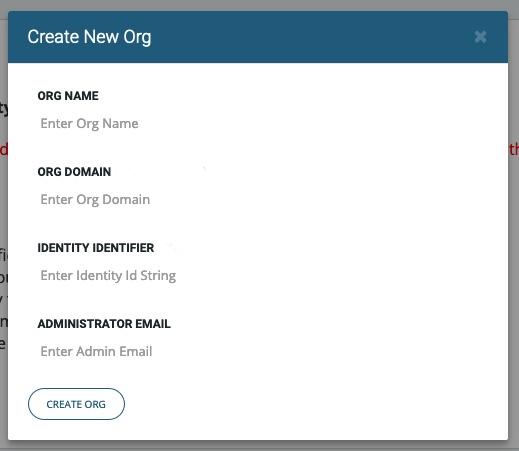 Create New Org
ORG NAME
Enter Org Name
ORG DOMAIN
Enter Org Domain
IDENTITY IDENTIFIER
Enter Identity Id String
ADMINISTRATOR EMAIL
Enter Admin Email
CREATE ORG